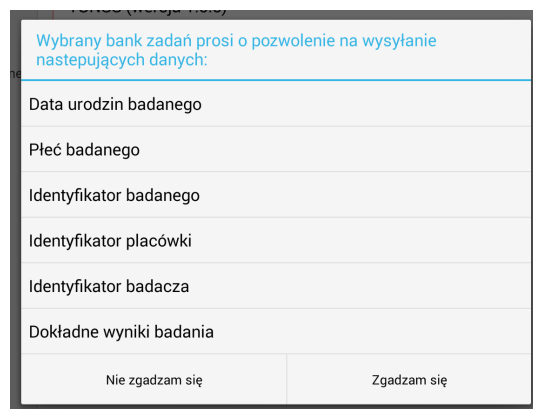 Wybrany bank zadań prosi o pozwolenie na wysyłanie
nastepujących danych:
Data urodzin badanego
Płeć badanego
Identyfikator badanego
Identyfikator placówki
Identyfikator badacza
Dokładne wyniki badania
Nie zgadzam się
Zgadzam się